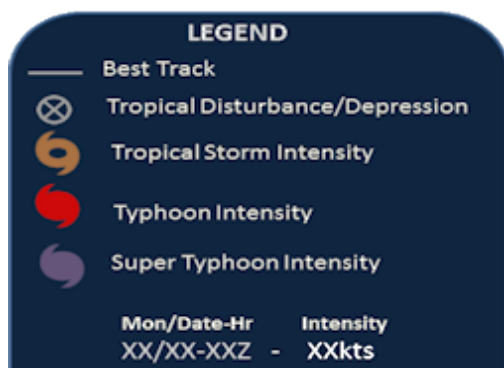 LEGEND
Best Track
Tropical Disturbance/Depression
Tropical Storm Intensity
Typhoon Intensity
Super Typhoon Intensity
Mon/Date-Hr Intensity
XX/XX-XXZ - XXkts